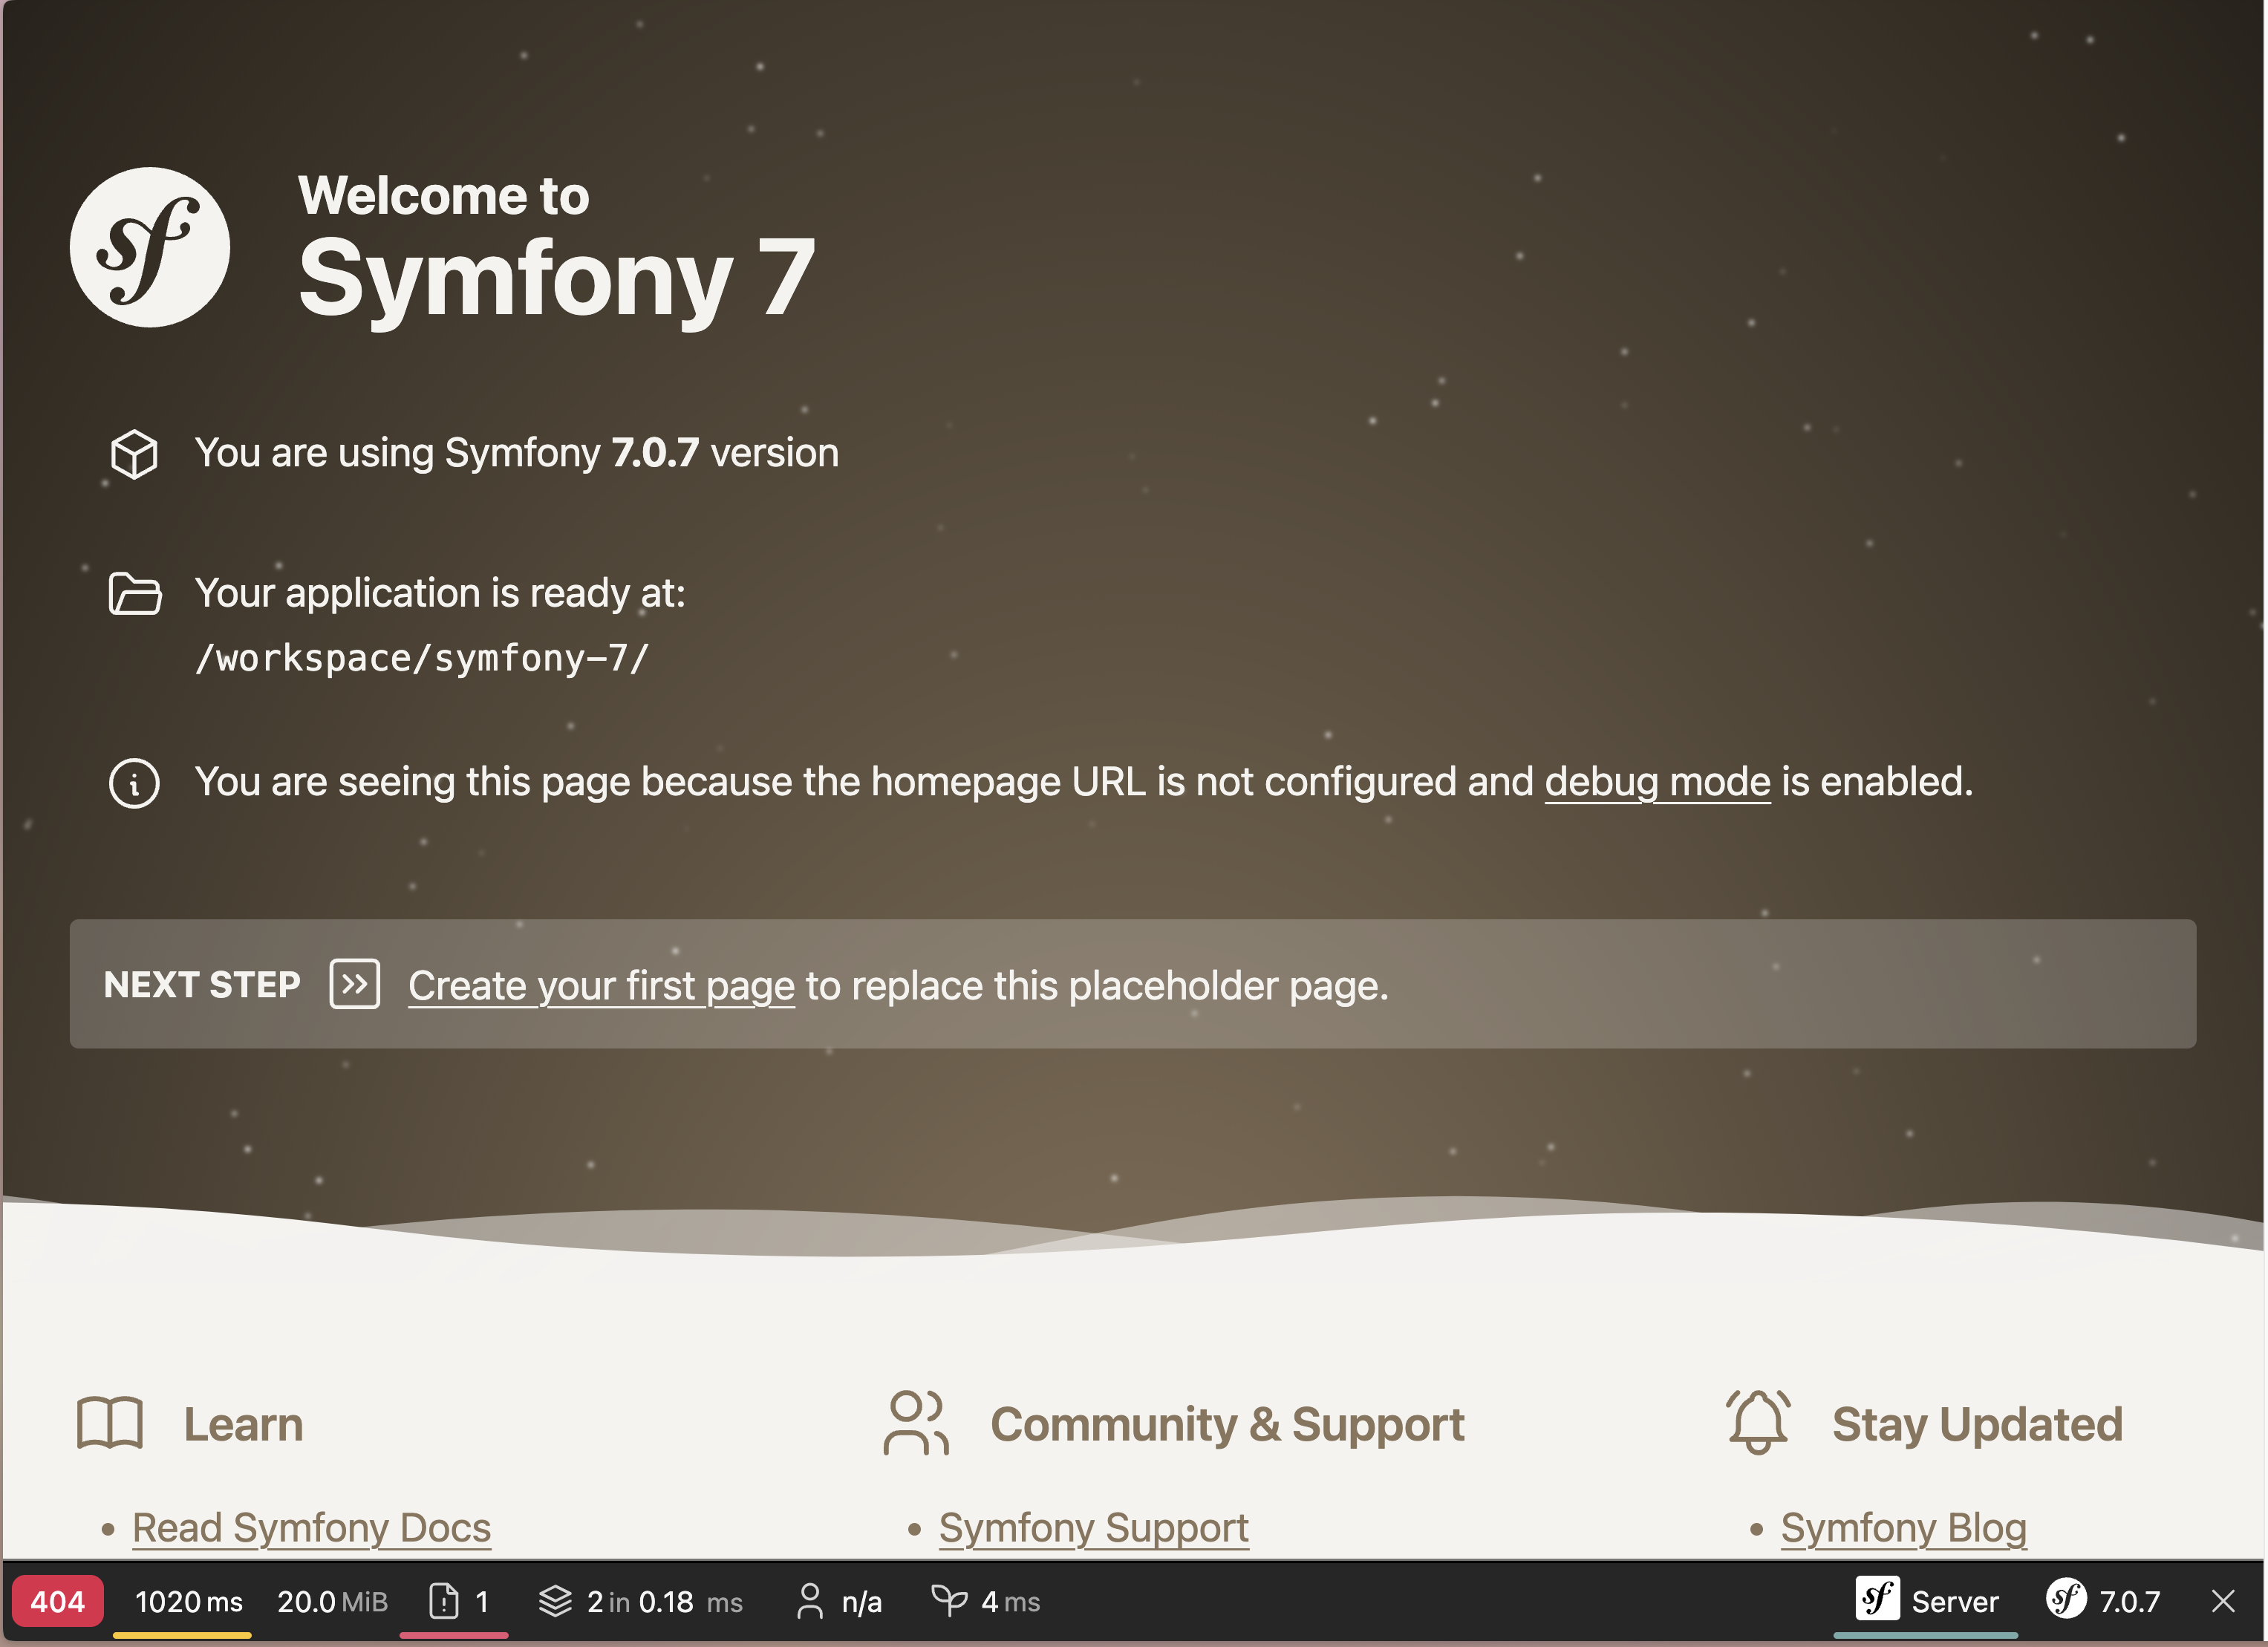 Welcome to
Symfony 7
You are using Symfony 7.0.7 version
Your application is ready at:
/workspace/symfony-7/
You are seeing this page because the homepage URL is not configured and debug mode is enabled.
NEXT STEP Create your first page to replace this placeholder page.
Learn
Community & Support
Stay Updated
Read Symfony Docs
Symfony Support
Symfony Blog
404 1020 ms 20.0 MiB 1 2 in 0.18 ms n/a 4 ms Server 7.0.7